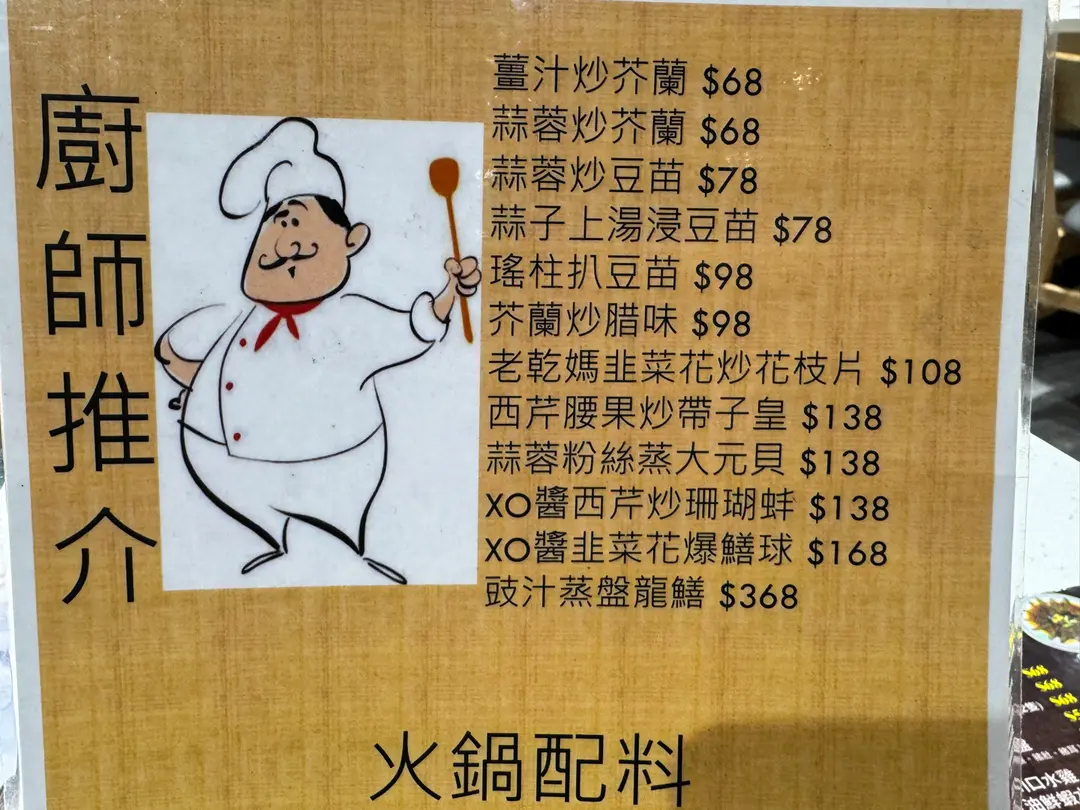 廚師推介
薑汁炒芥蘭 $68
蒜蓉炒芥蘭 $68
蒜蓉炒豆苗 $78
蒜子上湯浸豆苗 $78
瑤柱扒豆苗 $98
芥蘭炒腊味 $98
老乾媽韭菜花炒花枝片 $108
西芹腰果炒帶子皇 $138
蒜蓉粉絲蒸大元貝 $138
XO醬西芹炒珊瑚蚌 $138
XO醬韭菜花爆鱔球 $168
豉汁蒸盤龍鱔 $368
火鍋配料